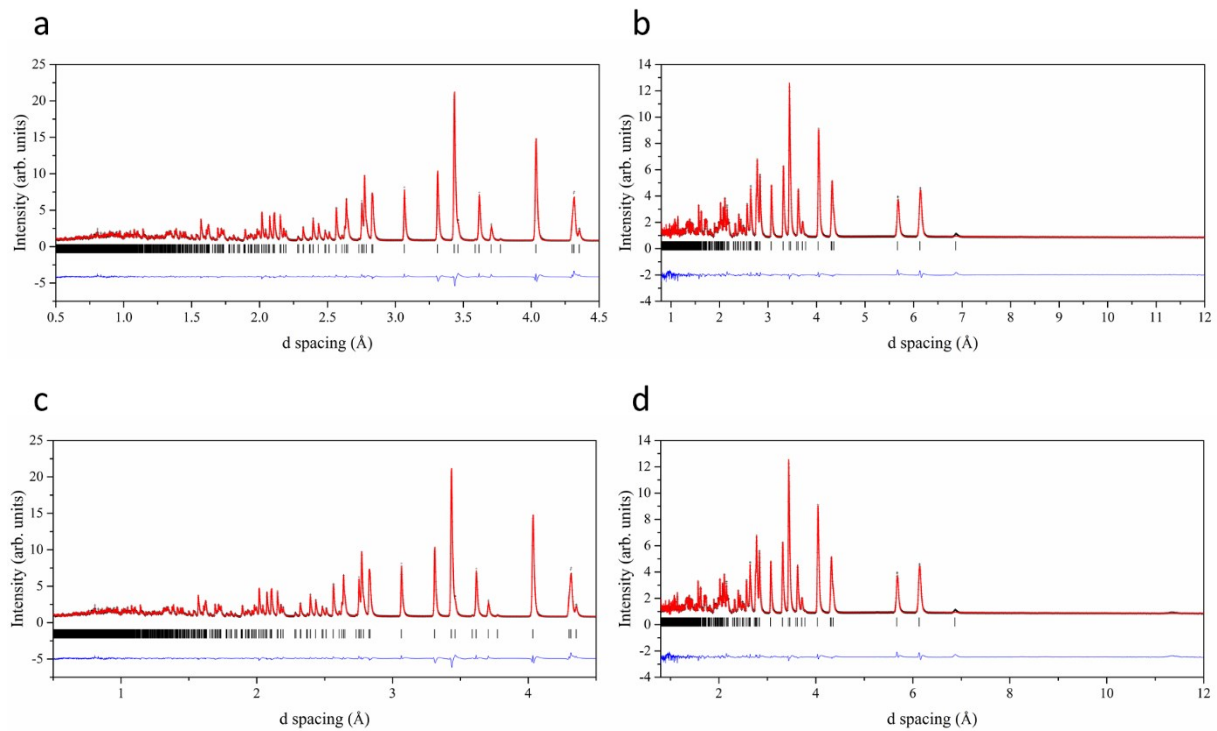 a
25
20
15
10
5
0
-5
Intensity (arb. units)
0.5 1.0 1.5 2.0 2.5 3.0 3.5 4.0 4.5
d spacing (Å)
b
14
12
10
8
6
4
2
0
-2
-4
Intensity (arb. units)
1 2 3 4 5 6 7 8 9 10 11 12
d spacing (Å)
c
25
20
15
10
5
0
-5
Intensity (arb. units)
1 2 3 4
d spacing (Å)
d
14
12
10
8
6
4
2
0
-2
-4
Intensity (arb. units)
2 4 6 8 10 12
d spacing (Å)